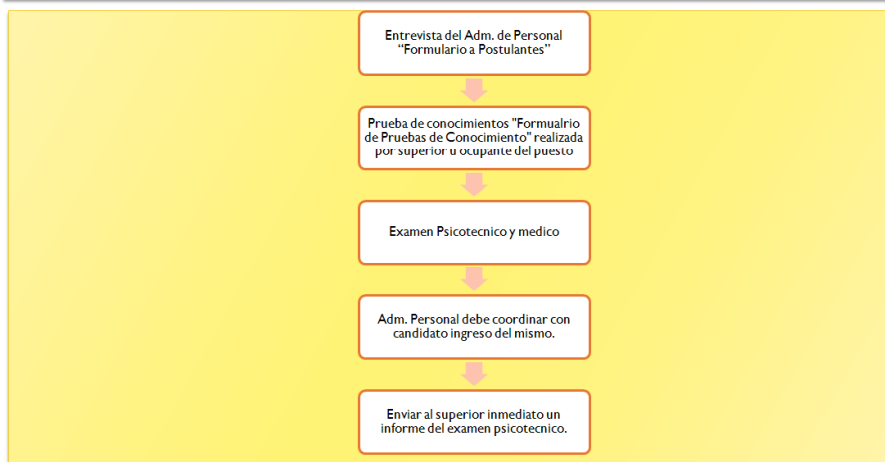 Entrevista del Adm. de Personal
“Formulario a Postulantes”
Prueba de conocimientos "Formualrio
de Pruebas de Conocimiento" realizada
por superior u ocupante del puesto
Examen Psicotecnico y medico
Adm. Personal debe coordinar con
candidato ingreso del mismo.
Enviar al superior inmediato un
informe del examen psicotecnico.